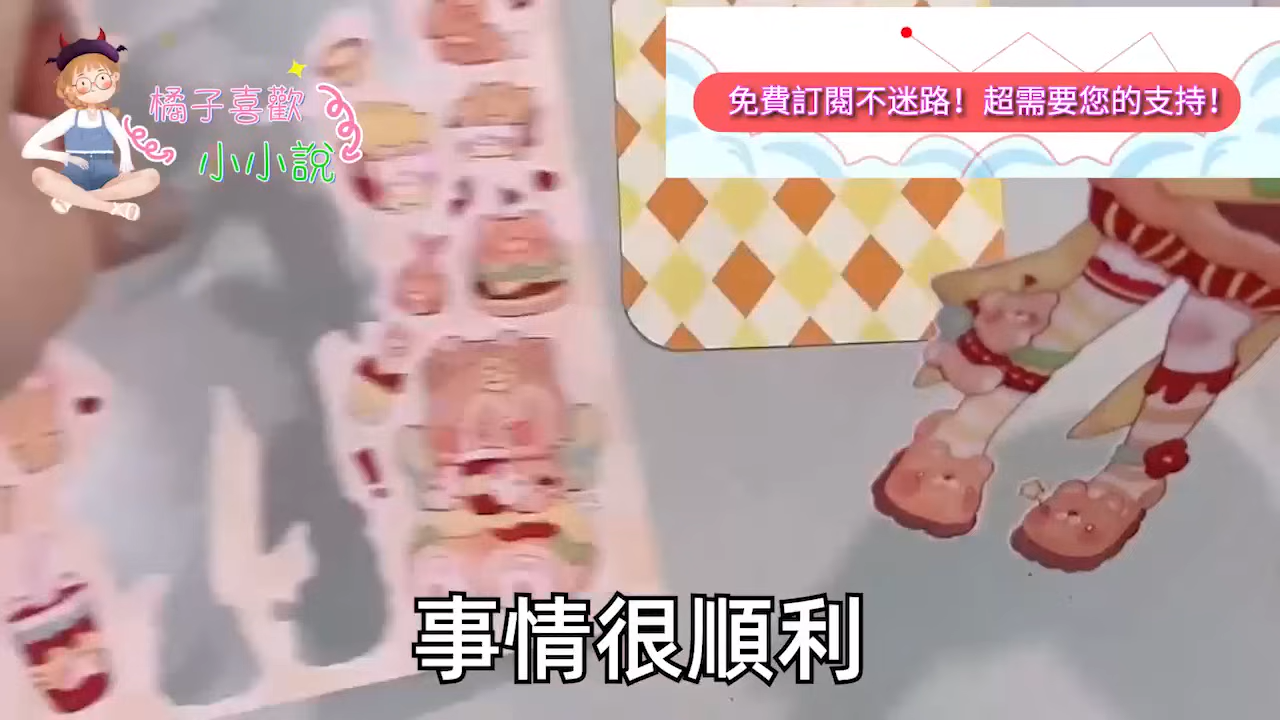 橘子喜歡
小小說
免費訂閱不迷路！超需要您的支持！
事情很順利